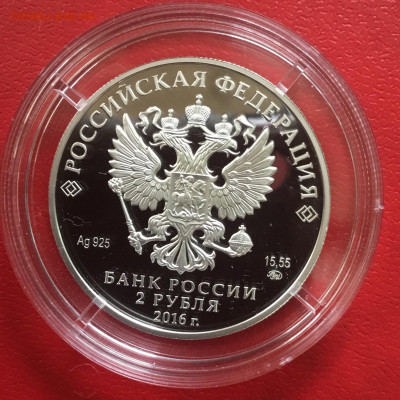 РОССИЙСКАЯ ФЕДЕРАЦИЯ
Ag 925
15,55
БАНК РОССИИ
2 РУБЛЯ
2016 г.